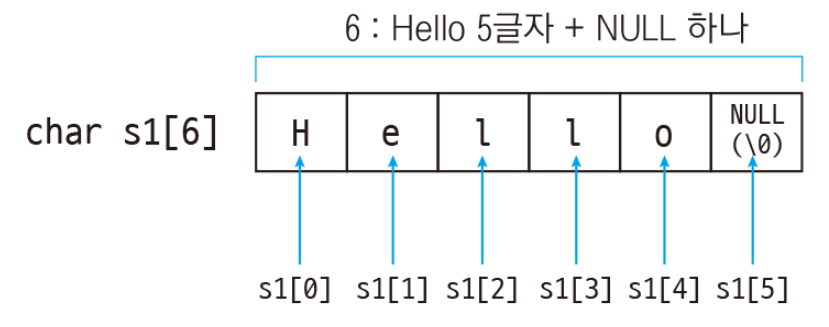 6 : Hello 5글자 + NULL 하나
char s1[6]
H e l l o NULL
(\0)
s1[0] s1[1] s1[2] s1[3] s1[4] s1[5]